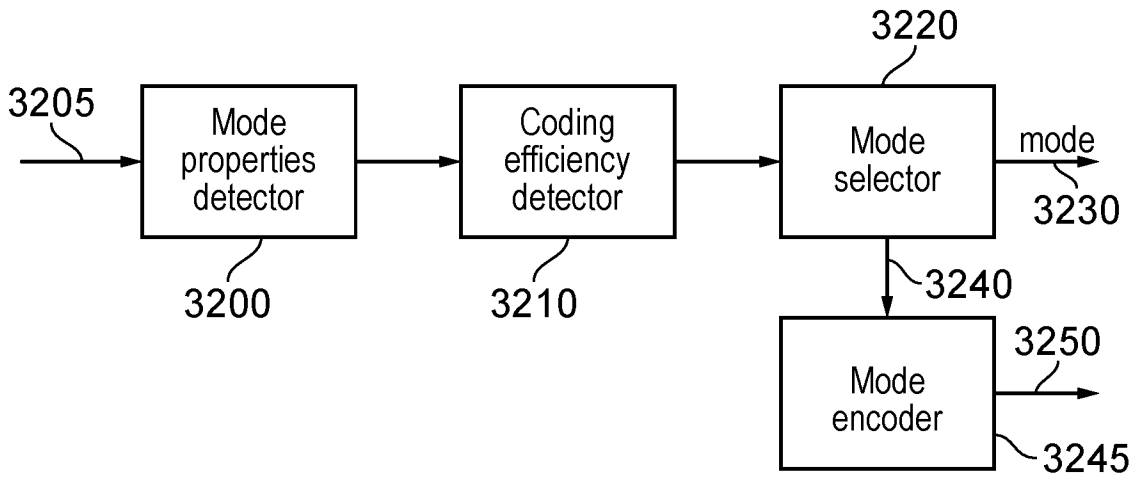 3220
3205
Mode
properties
detector
Coding
efficiency
detector
Mode
selector
mode
3230
3200
3210
3240
Mode
encoder
3250
3245